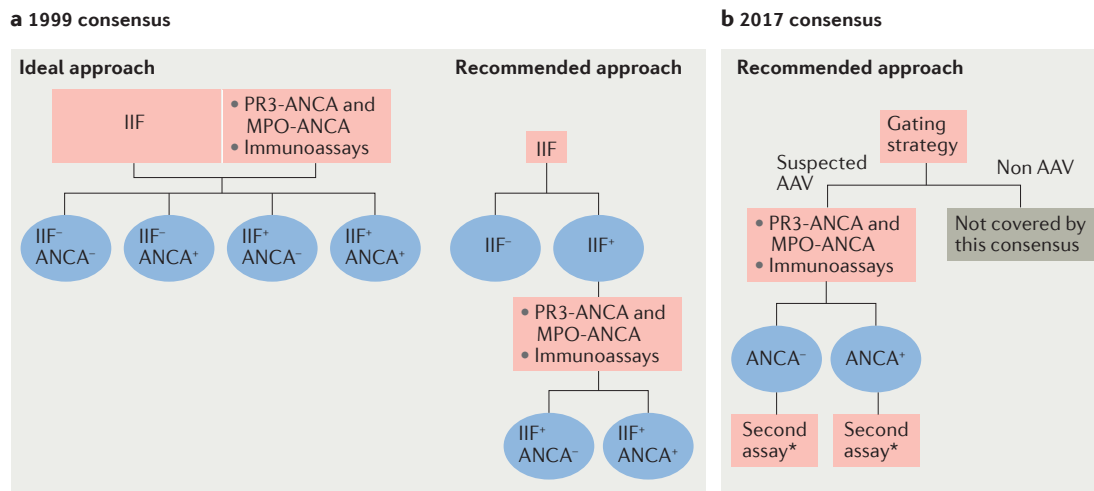 a 1999 consensus
Ideal approach
IIF
• PR3-ANCA and
MPO-ANCA
• Immunoassays
IIF⁻
ANCA⁻
IIF⁻
ANCA⁺
IIF⁺
ANCA⁻
IIF⁺
ANCA⁺
Recommended approach
IIF
IIF⁻
IIF⁺
• PR3-ANCA and
MPO-ANCA
• Immunoassays
IIF⁺
ANCA⁻
IIF⁺
ANCA⁺
b 2017 consensus
Recommended approach
Gating
strategy
Suspected
AAV
Non AAV
• PR3-ANCA and
MPO-ANCA
• Immunoassays
Not covered by
this consensus
ANCA⁻
ANCA⁺
Second
assay*
Second
assay*